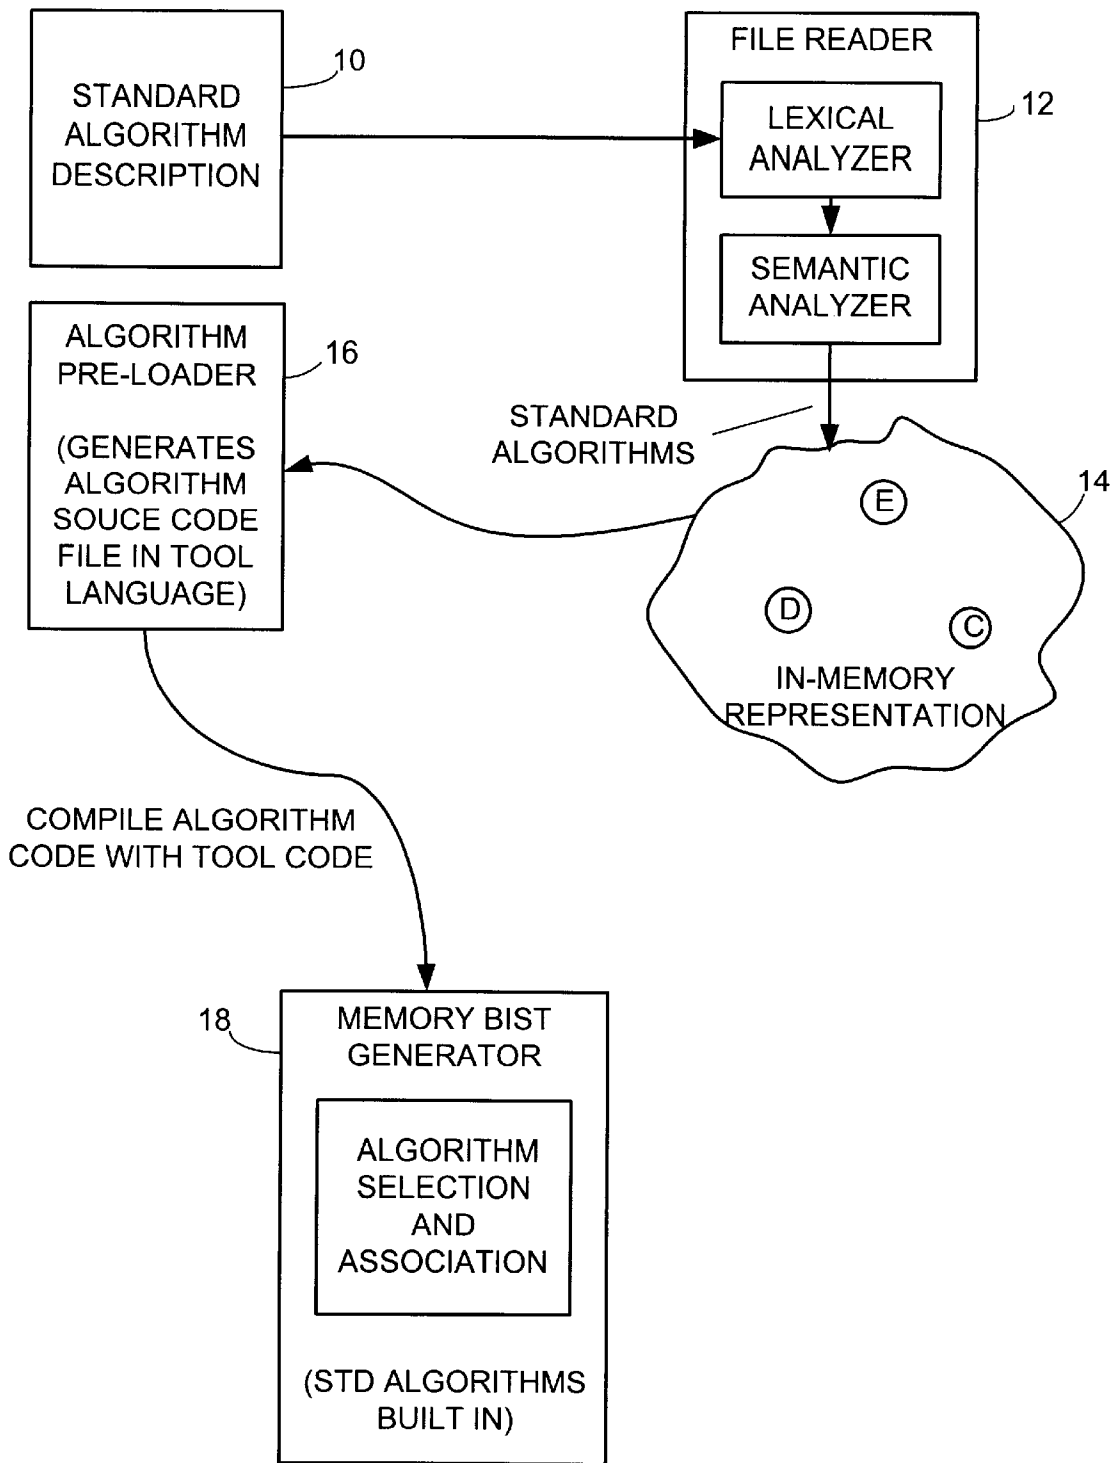 STANDARD
ALGORITHM
DESCRIPTION
10
FILE READER
LEXICAL
ANALYZER
12
SEMANTIC
ANALYZER
ALGORITHM
PRE-LOADER
(GENERATES
ALGORITHM
SOUCE CODE
FILE IN TOOL
LANGUAGE)
16
STANDARD
ALGORITHMS
14
E
D
C
IN-MEMORY
REPRESENTATION
COMPILE ALGORITHM
CODE WITH TOOL CODE
18
MEMORY BIST
GENERATOR
ALGORITHM
SELECTION
AND
ASSOCIATION
(STD ALGORITHMS
BUILT IN)